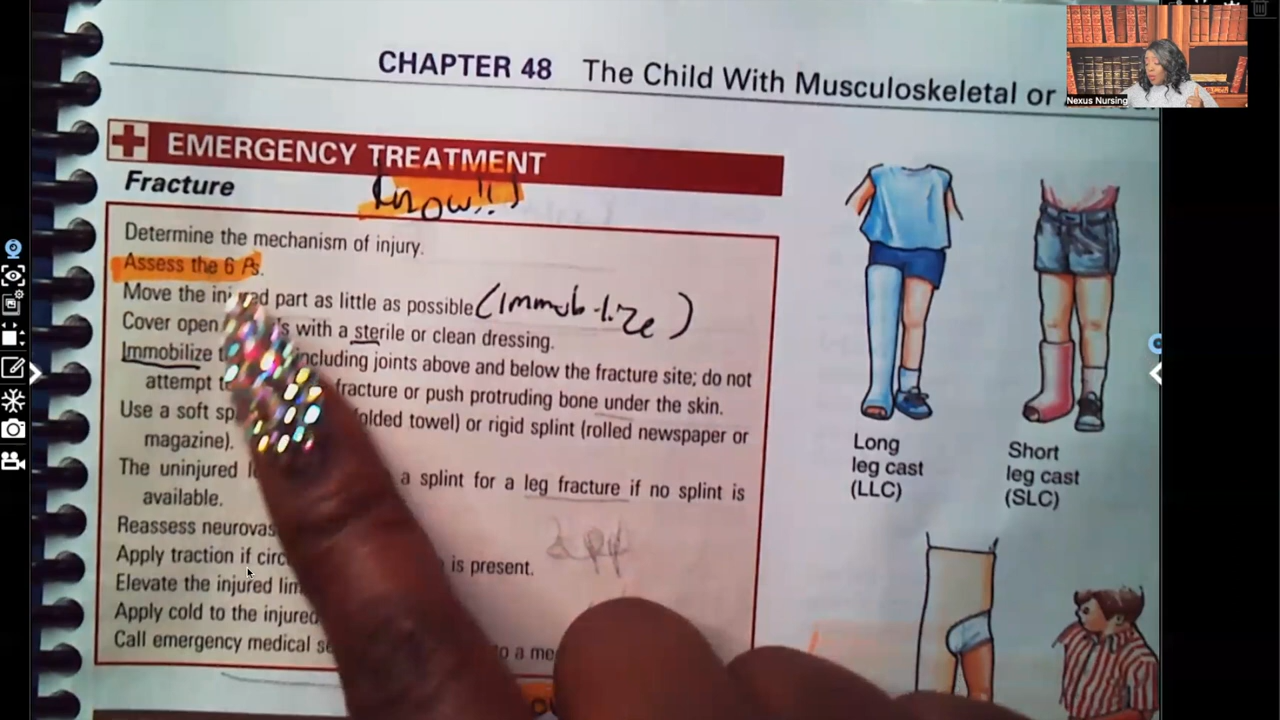 CHAPTER 48 The Child With Musculoskeletal or
Nexus Nursing
EMERGENCY TREATMENT
Fracture
Know!!
Determine the mechanism of injury.
Assess the 6 Ps.
Move the injured part as little as possible (Immobilize)
Cover open with a sterile or clean dressing.
Immobilize including joints above and below the fracture site; do not
attempt fracture or push protruding bone under the skin.
Use a soft olded towel) or rigid splint (rolled newspaper or
magazine).
The uninjured a splint for a leg fracture if no splint is
available.
Reassess neurovas
Apply traction if circ is present.
Elevate the injured lim
Apply cold to the injured
Call emergency medical
Long
leg cast
(LLC)
Short
leg cast
(SLC)